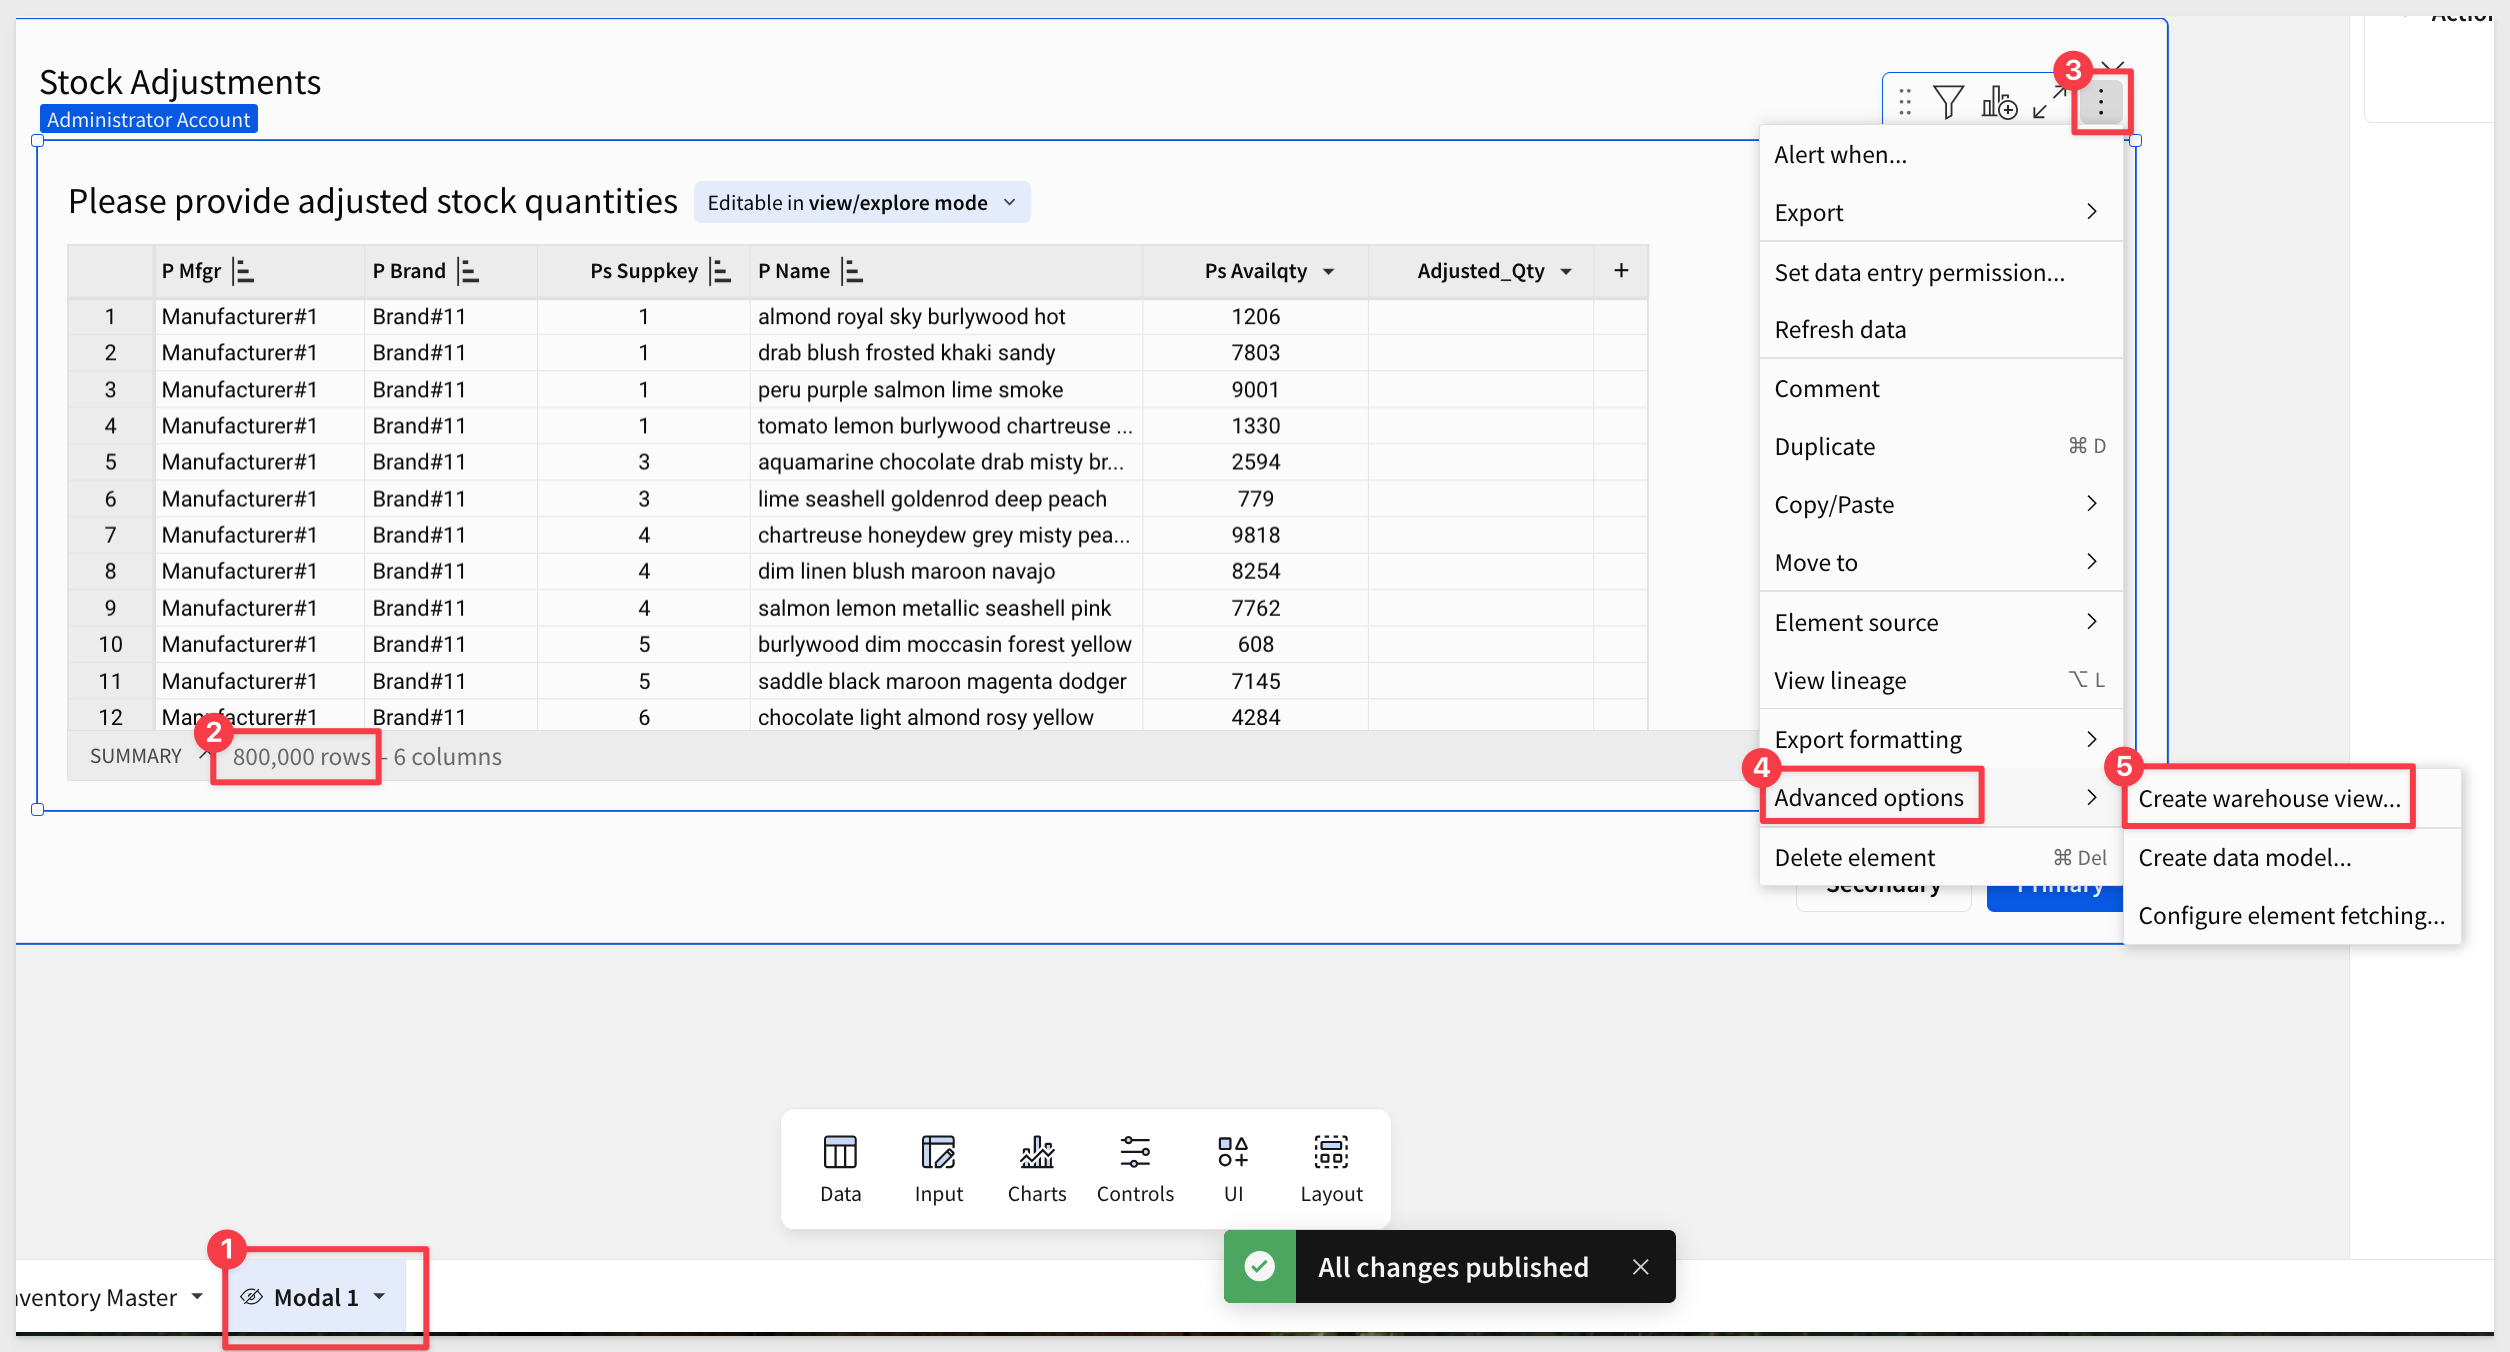 Action
Stock Adjustments
Administrator Account
3
Please provide adjusted stock quantities Editable in view/explore mode
P Mfgr P Brand Ps Suppkey P Name Ps Availqty Adjusted_Qty +
1 Manufacturer#1 Brand#11 1 almond royal sky burlywood hot 1206
2 Manufacturer#1 Brand#11 1 drab blush frosted khaki sandy 7803
3 Manufacturer#1 Brand#11 1 peru purple salmon lime smoke 9001
4 Manufacturer#1 Brand#11 1 tomato lemon burlywood chartreuse ... 1330
5 Manufacturer#1 Brand#11 3 aquamarine chocolate drab misty br... 2594
6 Manufacturer#1 Brand#11 3 lime seashell goldenrod deep peach 779
7 Manufacturer#1 Brand#11 4 chartreuse honeydew grey misty pea... 9818
8 Manufacturer#1 Brand#11 4 dim linen blush maroon navajo 8254
9 Manufacturer#1 Brand#11 4 salmon lemon metallic seashell pink 7762
10 Manufacturer#1 Brand#11 5 burlywood dim moccasin forest yellow 608
11 Manufacturer#1 Brand#11 5 saddle black maroon magenta dodger 7145
12 Manufacturer#1 Brand#11 6 chocolate light almond rosy yellow 4284
2
SUMMARY 800,000 rows - 6 columns
Alert when...
Export
Set data entry permission...
Refresh data
Comment
Duplicate ⌘ D
Copy/Paste
Move to
Element source
View lineage ⌥ L
Export formatting
4
Advanced options
Delete element ⌘ Del
5
Create warehouse view...
Create data model...
Configure element fetching...
Secondary Primary
Data Input Charts Controls UI Layout
All changes published
1
nventory Master Modal 1